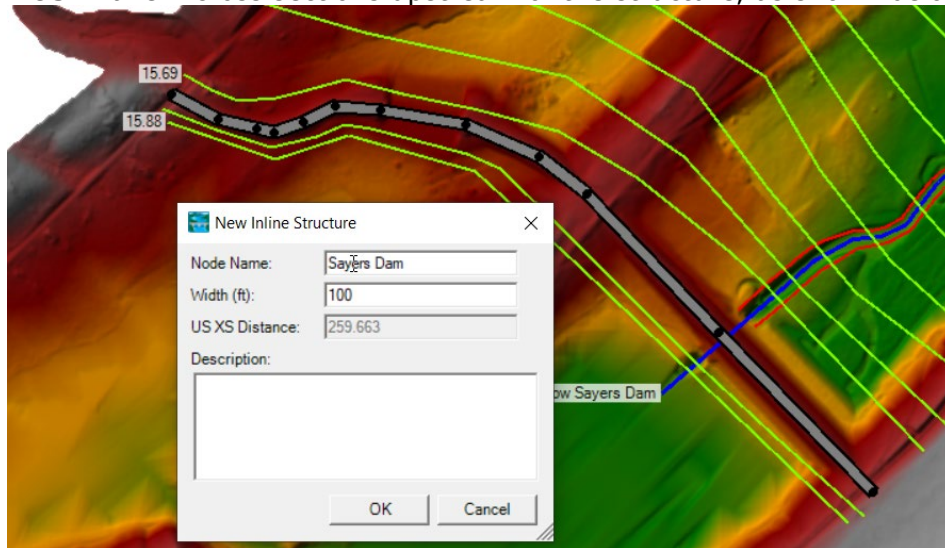 15.69
15.88
New Inline Structure
Node Name:
Sayers Dam
Width (ft):
100
US XS Distance:
259.663
Description:
ow Sayers Dam
OK
Cancel